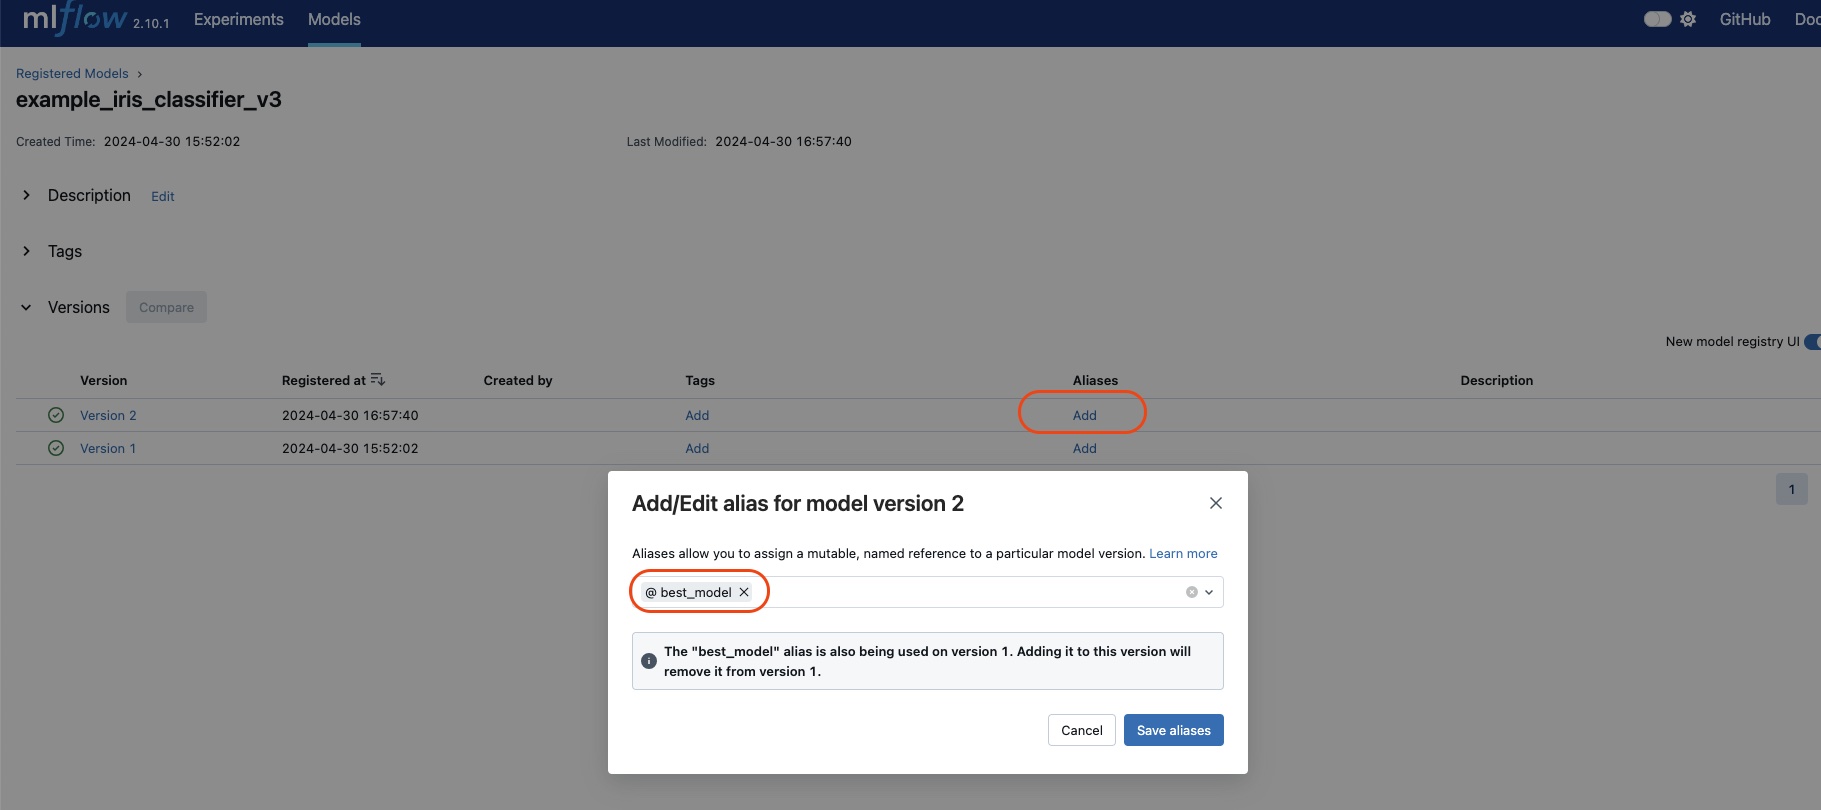 mlflow 2.10.1 Experiments Models GitHub Doc
Registered Models ›
example_iris_classifier_v3
Created Time: 2024-04-30 15:52:02 Last Modified: 2024-04-30 16:57:40
Description Edit
Tags
Versions Compare
New model registry UI
Version Registered at Created by Tags Aliases Description
Version 2 2024-04-30 16:57:40 Add Add
Version 1 2024-04-30 15:52:02 Add Add
1
Add/Edit alias for model version 2
Aliases allow you to assign a mutable, named reference to a particular model version. Learn more
@ best_model
The "best_model" alias is also being used on version 1. Adding it to this version will
remove it from version 1.
Cancel Save aliases